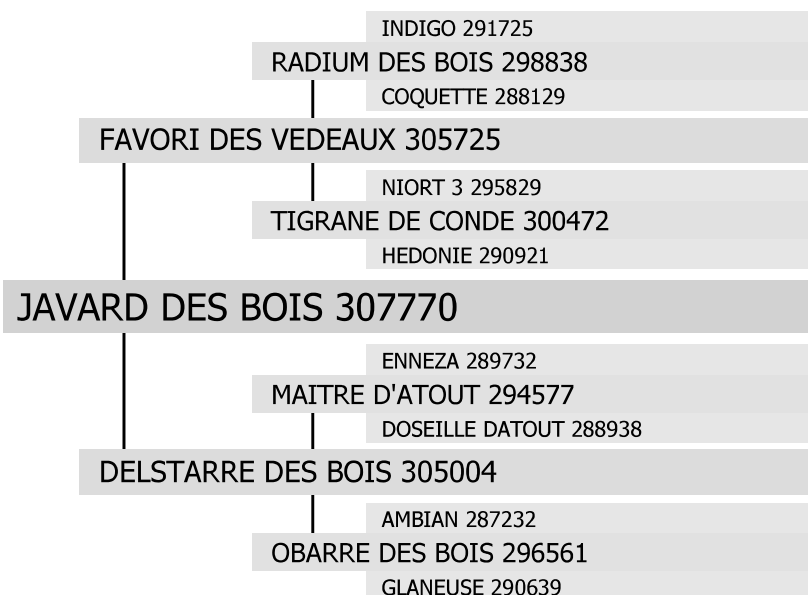 INDIGO 291725
RADIUM DES BOIS 298838
COQUETTE 288129
FAVORI DES VEDEAUX 305725
NIORT 3 295829
TIGRANE DE CONDE 300472
HEDONIE 290921
JAVARD DES BOIS 307770
ENNEZA 289732
MAITRE D'ATOUT 294577
DOSEILLE DATOUT 288938
DELSTARRE DES BOIS 305004
AMBIAN 287232
OBARRE DES BOIS 296561
GLANEUSE 290639